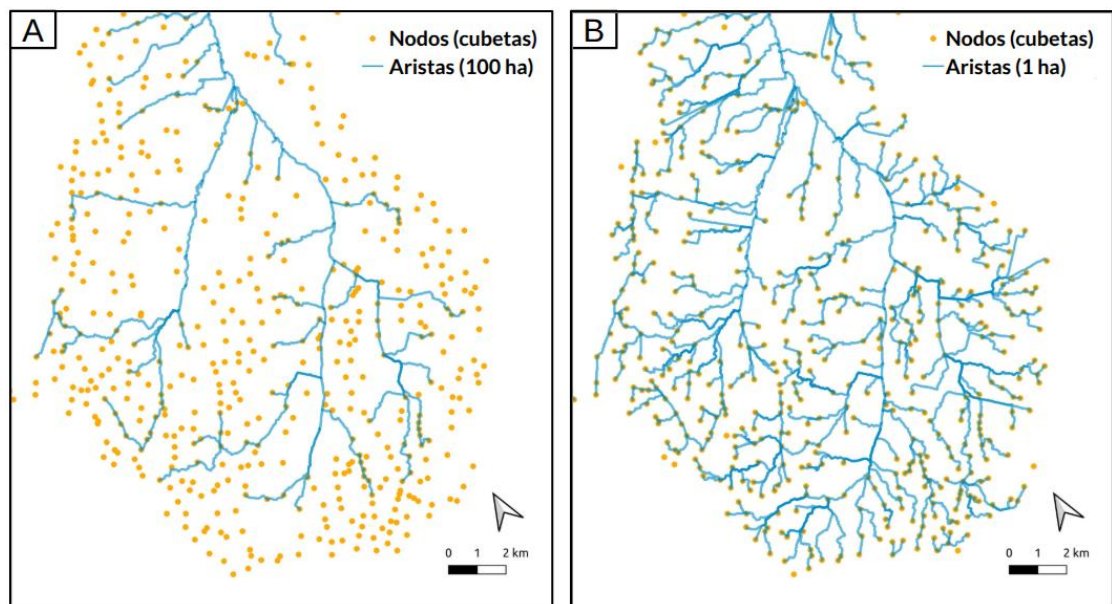 A
Nodos (cubetas)
Aristas (100 ha)
0 1 2 km
B
Nodos (cubetas)
Aristas (1 ha)
0 1 2 km